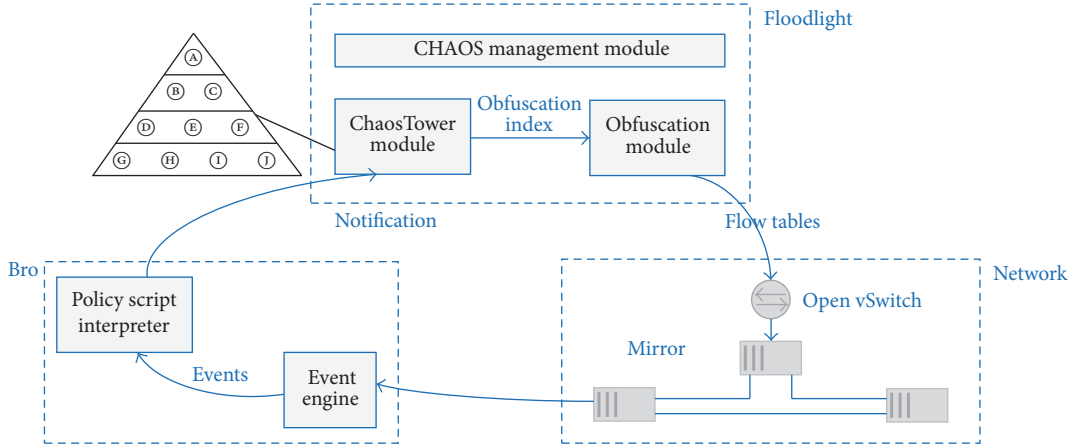 Floodlight
CHAOS management module
A
B C
D E F
G H I J
ChaosTower
module
Obfuscation
index
Obfuscation
module
Notification
Flow tables
Bro
Policy script
interpreter
Events
Event
engine
Network
Open vSwitch
Mirror